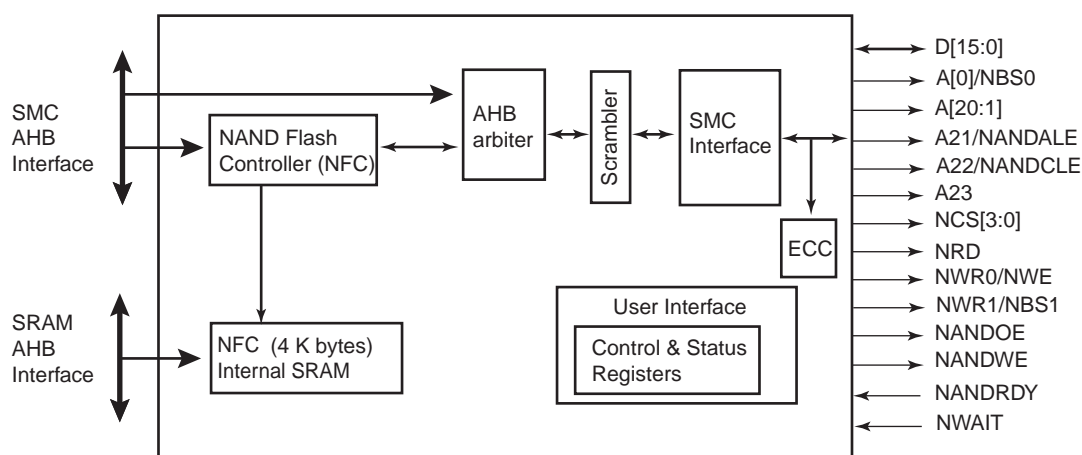 SMC
AHB
Interface
NAND Flash
Controller (NFC)
AHB
arbiter
Scrambler
SMC
Interface
ECC
SRAM
AHB
Interface
NFC (4 K bytes)
Internal SRAM
User Interface
Control & Status
Registers
D[15:0]
A[0]/NBS0
A[20:1]
A21/NANDALE
A22/NANDCLE
A23
NCS[3:0]
NRD
NWR0/NWE
NWR1/NBS1
NANDOE
NANDWE
NANDRDY
NWAIT